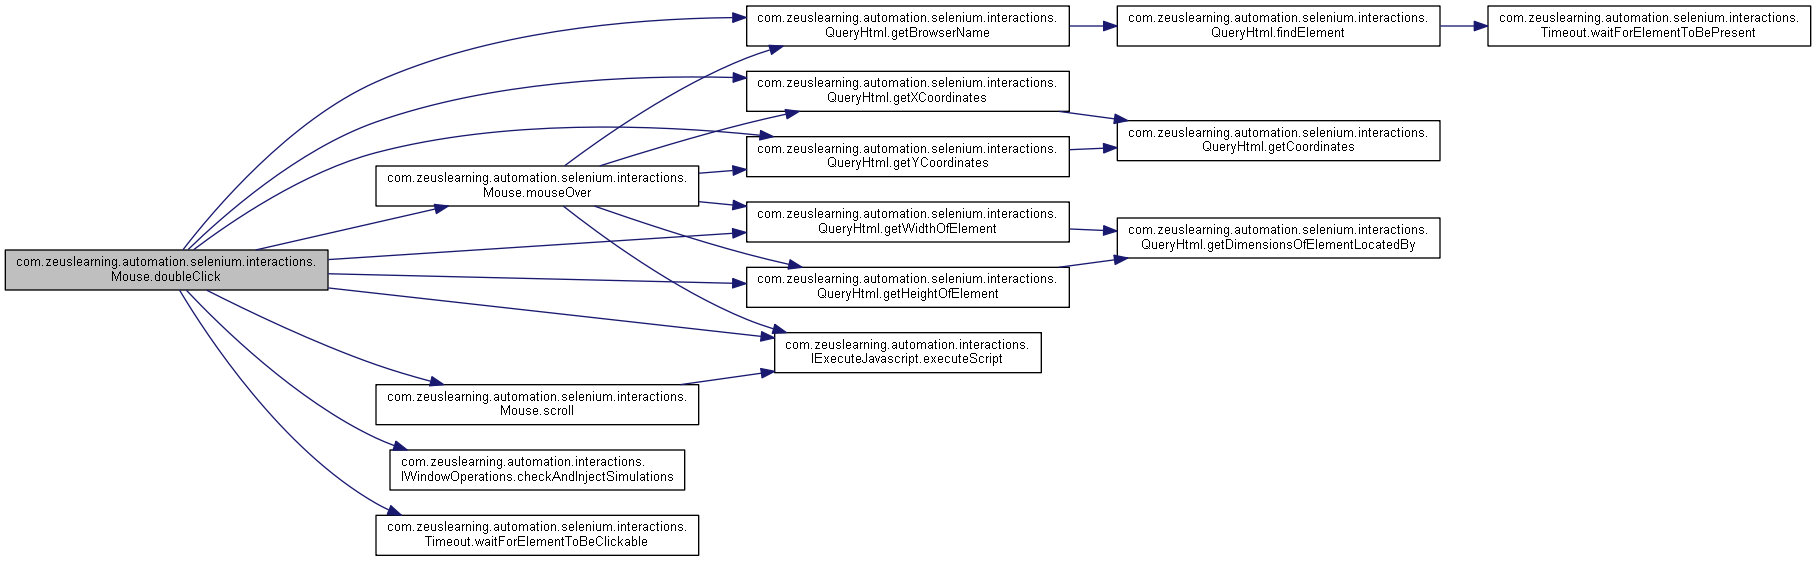 com.zeuslearning.automation.selenium.interactions.
Mouse.doubleClick
com.zeuslearning.automation.selenium.interactions.
Mouse.mouseOver
com.zeuslearning.automation.selenium.interactions.
Mouse.scroll
com.zeuslearning.automation.interactions.
IWindowOperations.checkAndInjectSimulations
com.zeuslearning.automation.selenium.interactions.
Timeout.waitForElementToBeClickable
com.zeuslearning.automation.selenium.interactions.
QueryHtml.getBrowserName
com.zeuslearning.automation.selenium.interactions.
QueryHtml.getXCoordinates
com.zeuslearning.automation.selenium.interactions.
QueryHtml.getYCoordinates
com.zeuslearning.automation.selenium.interactions.
QueryHtml.getWidthOfElement
com.zeuslearning.automation.selenium.interactions.
QueryHtml.getHeightOfElement
com.zeuslearning.automation.interactions.
IExecuteJavascript.executeScript
com.zeuslearning.automation.selenium.interactions.
QueryHtml.findElement
com.zeuslearning.automation.selenium.interactions.
QueryHtml.getCoordinates
com.zeuslearning.automation.selenium.interactions.
QueryHtml.getDimensionsOfElementLocatedBy
com.zeuslearning.automation.selenium.interactions.
Timeout.waitForElementToBePresent